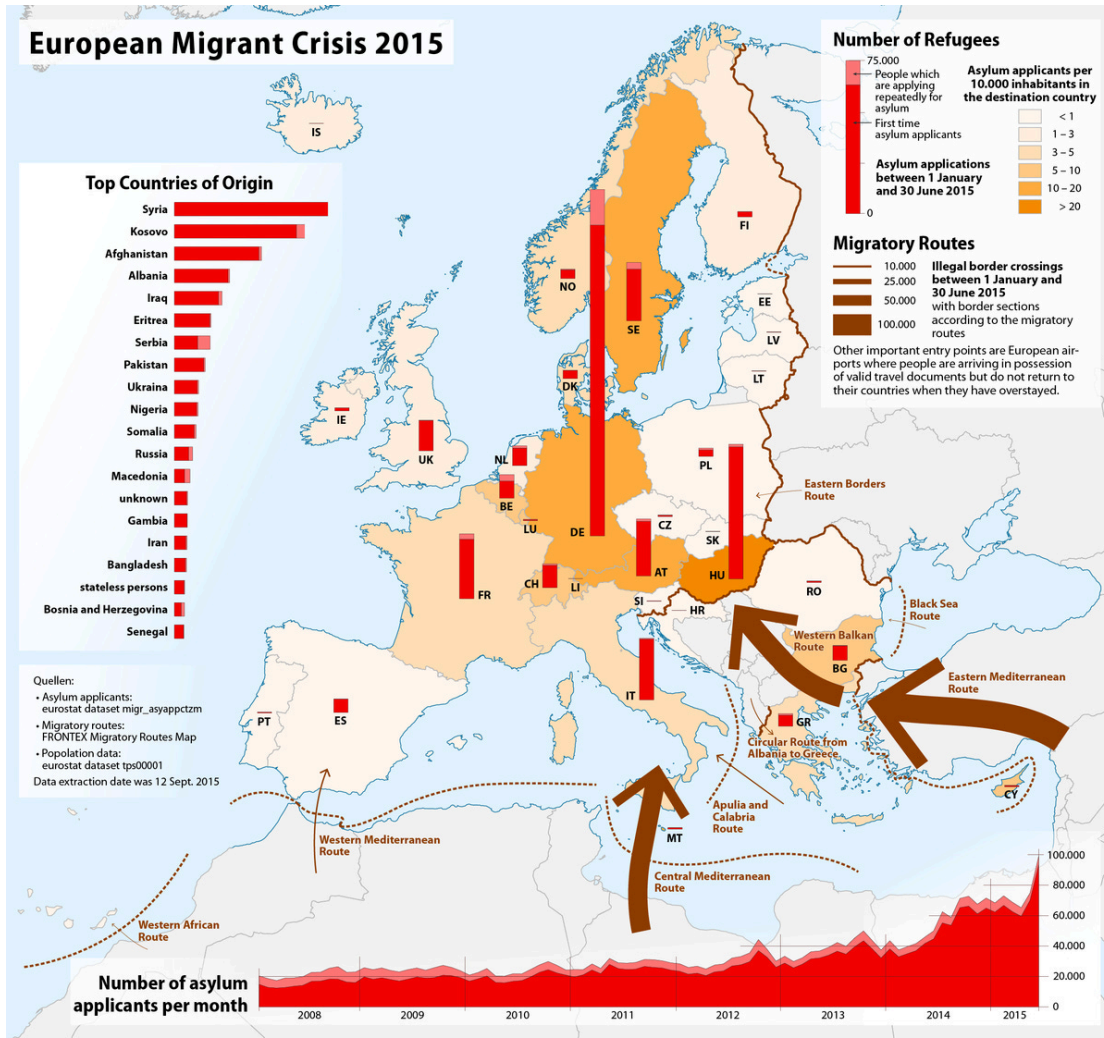 European Migrant Crisis 2015
Number of Refugees
75.000
People which
are applying
repeatedly for
asylum
First time
asylum applicants
0
Asylum applications
between 1 January
and 30 June 2015
Asylum applicants per
10.000 inhabitants in
the destination country
< 1
1 – 3
3 – 5
5 – 10
10 – 20
> 20
Migratory Routes
10.000
25.000
50.000
100.000
Illegal border crossings
between 1 January and
30 June 2015
with border sections
according to the migratory
routes
Other important entry points are European air-
ports where people are arriving in possession
of valid travel documents but do not return to
their countries when they have overstayed.
Top Countries of Origin
Syria
Kosovo
Afghanistan
Albania
Iraq
Eritrea
Serbia
Pakistan
Ukraina
Nigeria
Somalia
Russia
Macedonia
unknown
Gambia
Iran
Bangladesh
stateless persons
Bosnia and Herzegovina
Senegal
Quellen:
• Asylum applicants:
eurostat dataset migr_asyappctzm
• Migratory routes:
FRONTEX Migratory Routes Map
• Popolation data:
eurostat dataset tps00001
Data extraction date was 12 Sept. 2015
IS
NO
SE
FI
EE
LV
LT
DK
IE
UK
NL
BE
LU
DE
PL
CZ
SK
AT
HU
CH
LI
FR
SI
HR
RO
BG
IT
GR
PT
ES
MT
CY
Eastern Borders
Route
Black Sea
Route
Western Balkan
Route
Eastern Mediterranean
Route
Circular Route from
Albania to Greece
Apulia and
Calabria
Route
Central Mediterranean
Route
Western Mediterranean
Route
Western African
Route
Number of asylum
applicants per month
100.000
80.000
60.000
40.000
20.000
0
2008
2009
2010
2011
2012
2013
2014
2015